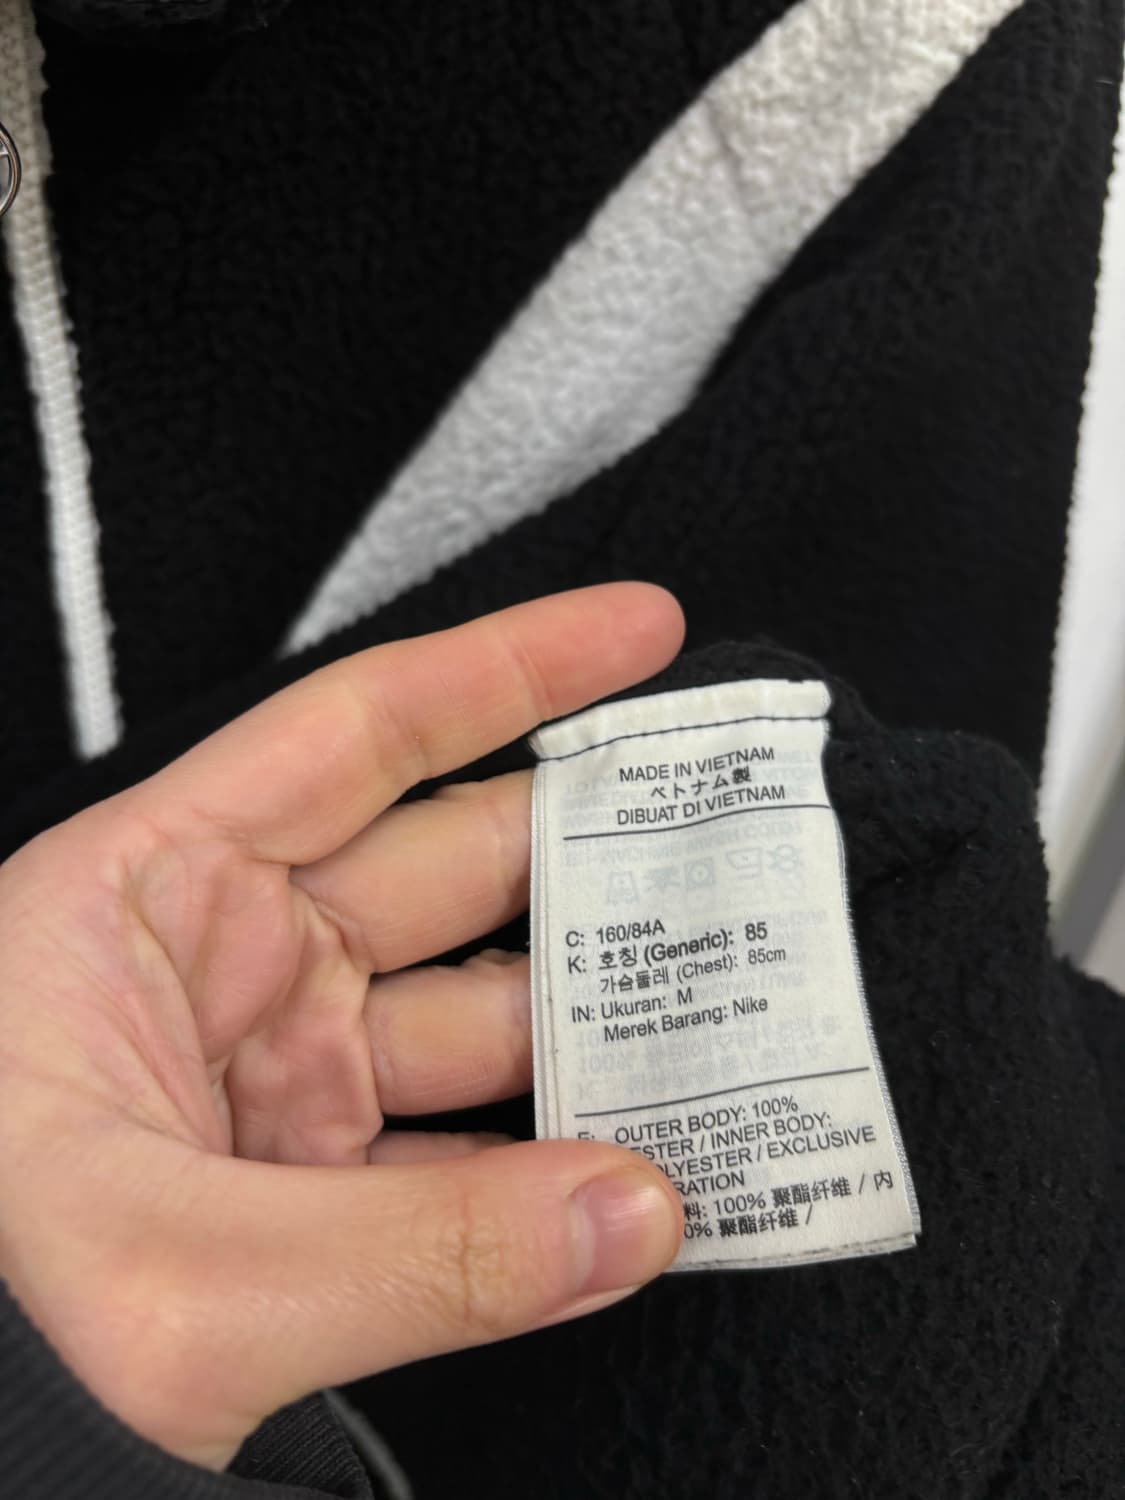 MADE IN VIETNAM
ベトナム製
DIBUAT DI VIETNAM
C: 160/84A
K: 호칭 (Generic): 85
가슴둘레 (Chest): 85cm
IN: Ukuran: M
Merek Barang: Nike
OUTER BODY: 100%
ESTER / INNER BODY:
OLYESTER / EXCLUSIVE
RATION
料: 100% 聚酯纤维 / 内
0% 聚酯纤维 /